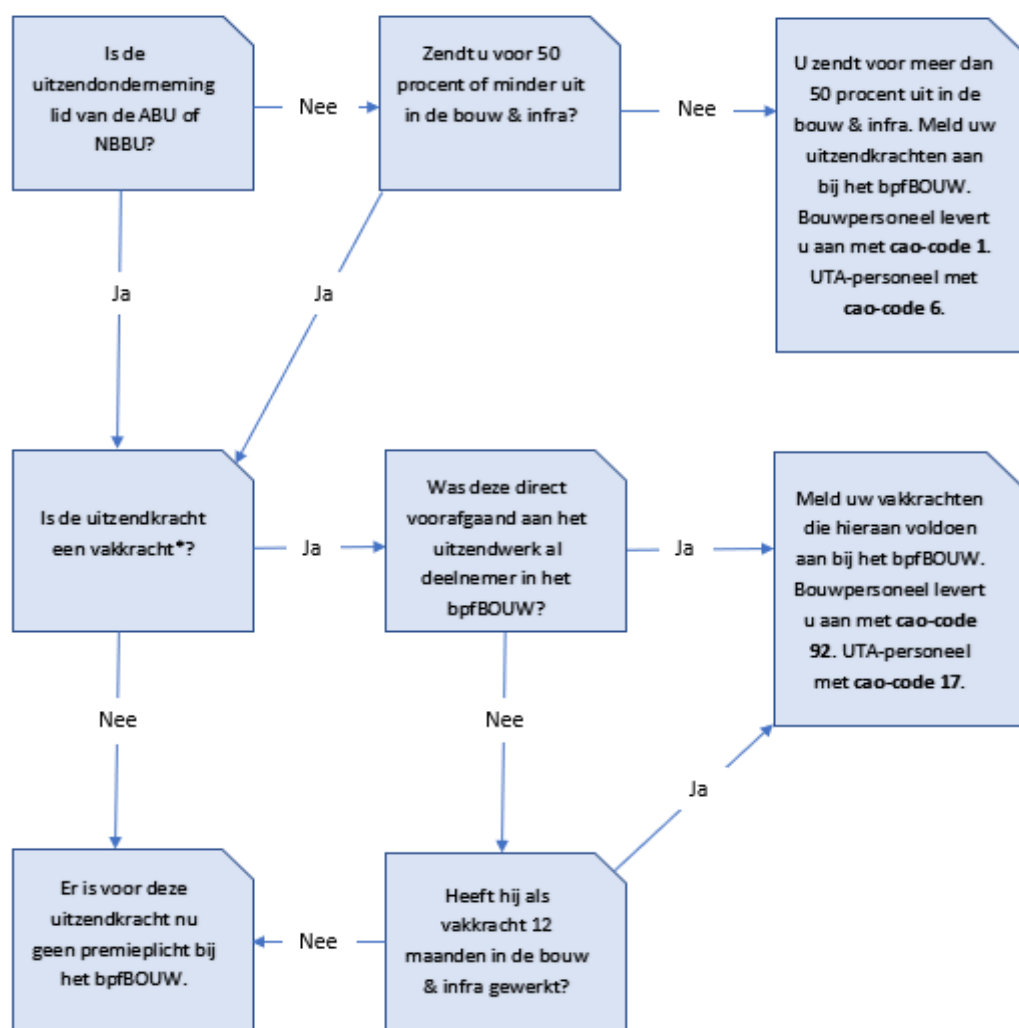 Is de
uitzendonderneming
lid van de ABU of
NBBU?
Nee
Zendt u voor 50
procent of minder uit
in de bouw & infra?
Nee
U zendt voor meer dan
50 procent uit in de
bouw & infra. Meld uw
uitzendkrachten aan
bij het bpfBOUW.
Bouwpersoneel levert
u aan met cao-code 1.
UTA-personeel met
cao-code 6.
Ja
Ja
Is de uitzendkracht
een vakkracht*?
Ja
Was deze direct
voorafgaand aan het
uitzendwerk al
deelnemer in het
bpfBOUW?
Ja
Meld uw vakkrachten
die hieraan voldoen
aan bij het bpfBOUW.
Bouwpersoneel levert
u aan met cao-code
92. UTA-personeel
met cao-code 17.
Nee
Nee
Ja
Er is voor deze
uitzendkracht nu
geen premieplicht bij
het bpfBOUW.
Nee
Heeft hij als
vakkracht 12
maanden in de bouw
& infra gewerkt?